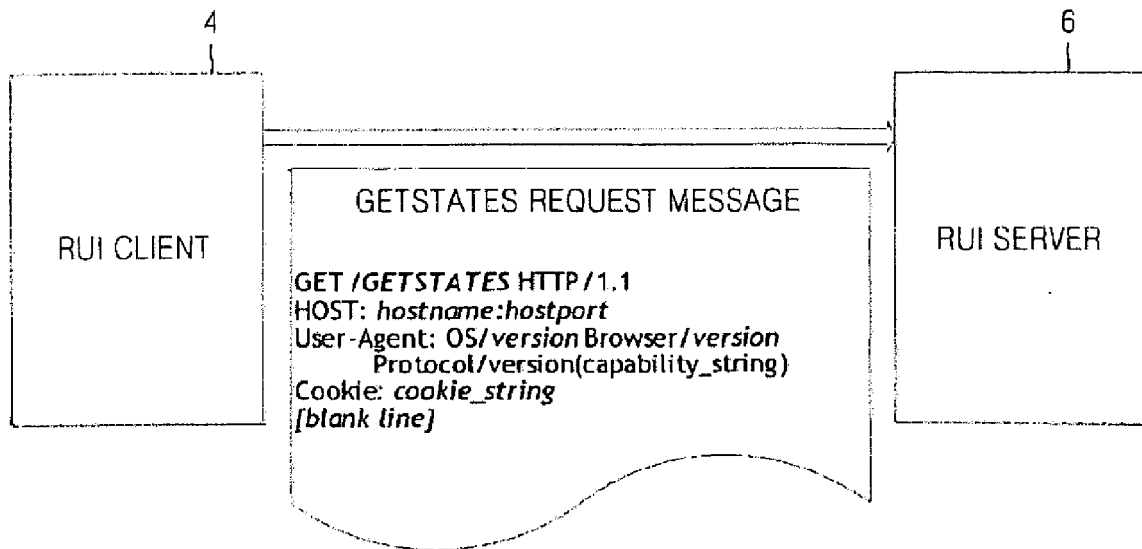 4
6
RUI CLIENT
GETSTATES REQUEST MESSAGE
GET /GETSTATES HTTP/1.1
HOST: hostname:hostport
User-Agent: OS/version Browser/version
Protocol/version(capability_string)
Cookie: cookie_string
[blank line]
RUI SERVER